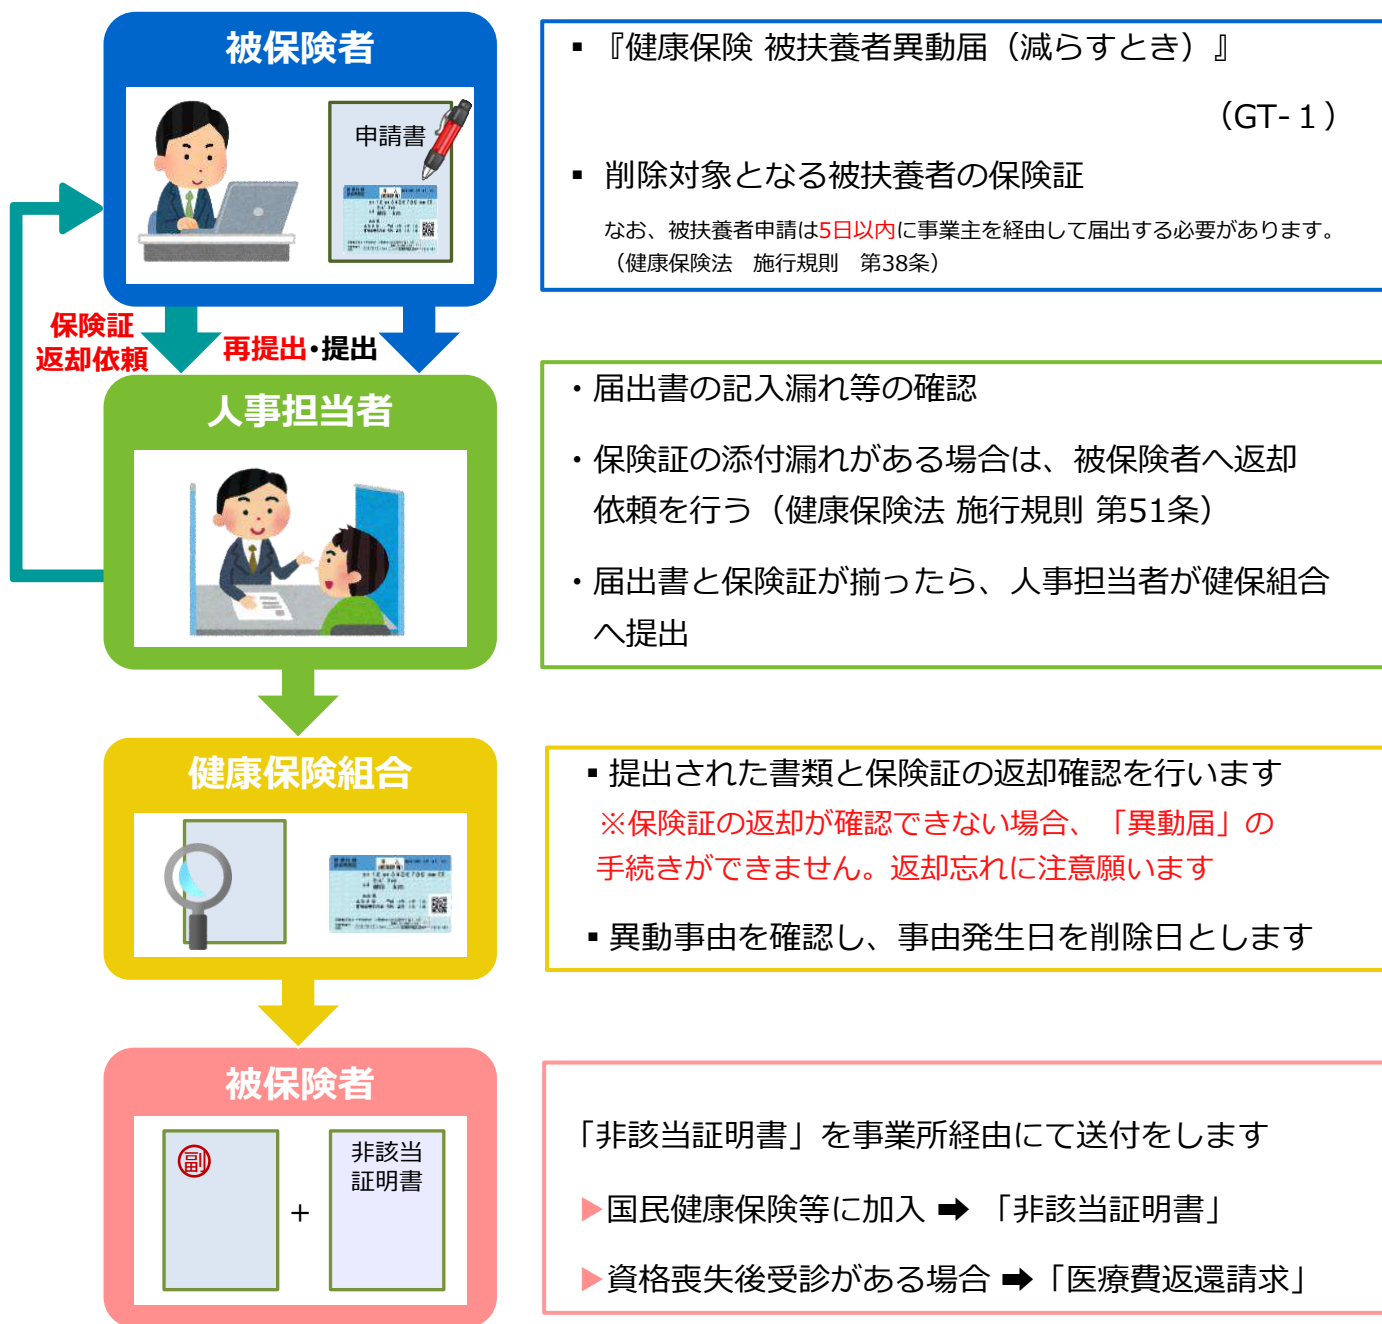 被保険者
申請書
▪ 『健康保険 被扶養者異動届（減らすとき）』
（GT-１）
▪ 削除対象となる被扶養者の保険証
なお、被扶養者申請は5日以内に事業主を経由して届出する必要があります。
（健康保険法　施行規則　第38条）
保険証
返却依頼
再提出・提出
人事担当者
・届出書の記入漏れ等の確認
・保険証の添付漏れがある場合は、被保険者へ返却
依頼を行う（健康保険法 施行規則 第51条）
・届出書と保険証が揃ったら、人事担当者が健保組合
へ提出
健康保険組合
▪ 提出された書類と保険証の返却確認を行います
※保険証の返却が確認できない場合、「異動届」の
手続きができません。返却忘れに注意願います
▪ 異動事由を確認し、事由発生日を削除日とします
被保険者
副
+
非該当
証明書
「非該当証明書」を事業所経由にて送付をします
▶国民健康保険等に加入 ➡ 「非該当証明書」
▶資格喪失後受診がある場合 ➡「医療費返還請求」